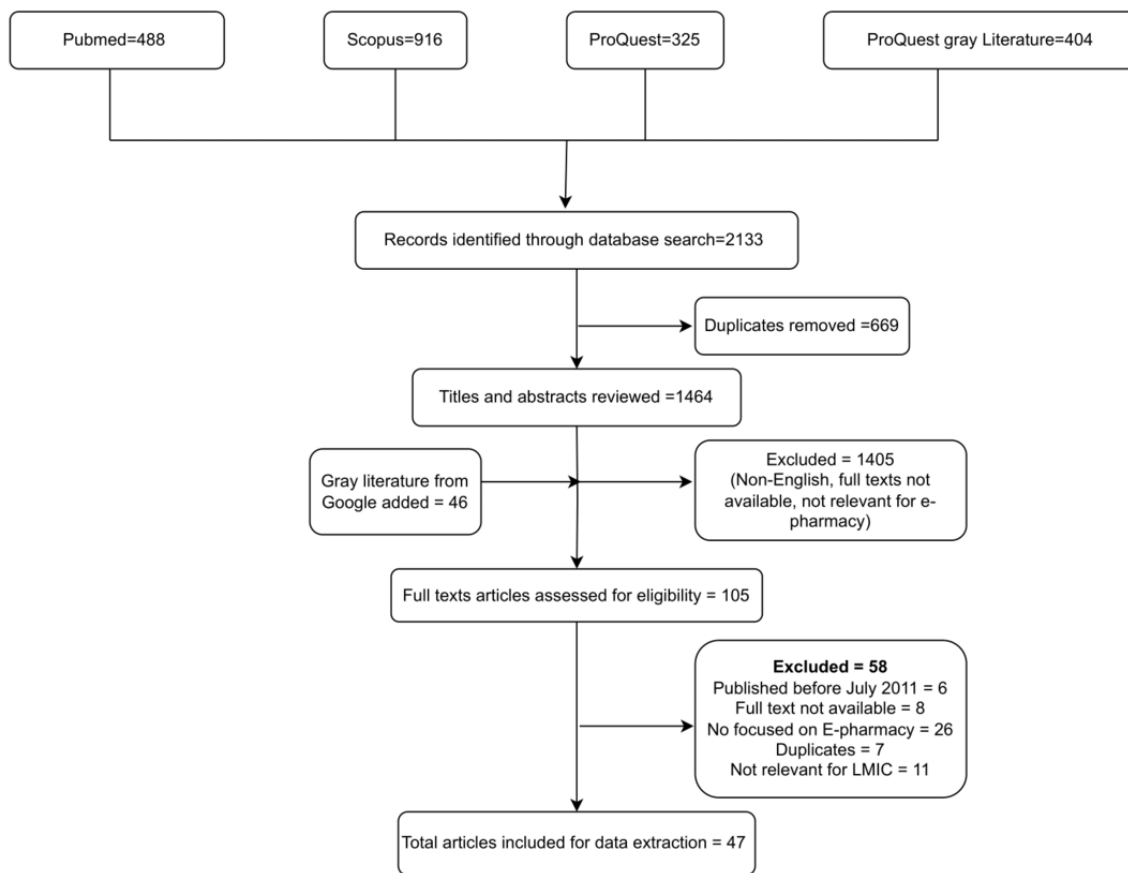 Pubmed=488
Scopus=916
ProQuest=325
ProQuest gray Literature=404
Records identified through database search=2133
Duplicates removed =669
Titles and abstracts reviewed =1464
Gray literature from
Google added = 46
Excluded = 1405
(Non-English, full texts not
available, not relevant for e-
pharmacy)
Full texts articles assessed for eligibility = 105
Excluded = 58
Published before July 2011 = 6
Full text not available = 8
No focused on E-pharmacy = 26
Duplicates = 7
Not relevant for LMIC = 11
Total articles included for data extraction = 47